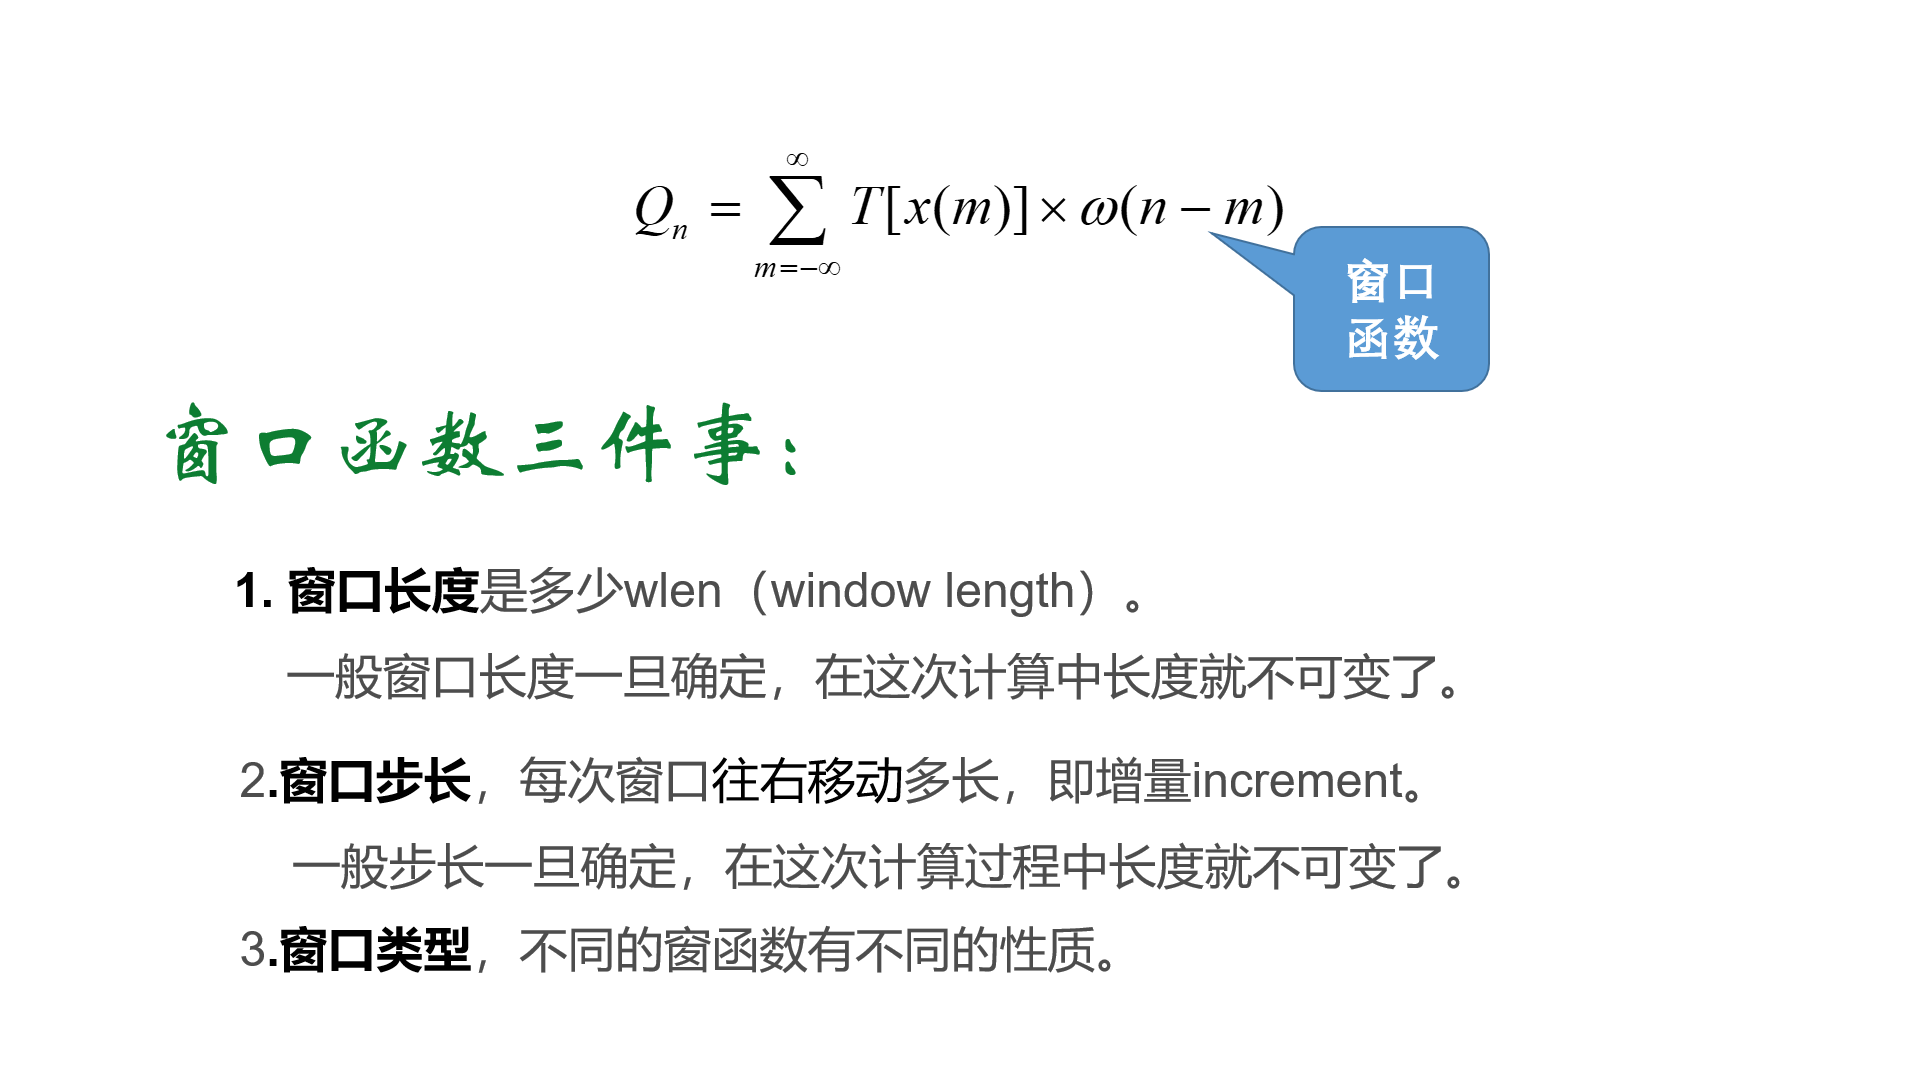 Qₙ = ∑_{m=−∞}^{∞} T[x(m)] × ω(n − m)
窗口
函数
窗口函数三件事：
1. 窗口长度是多少wlen（window length）。
一般窗口长度一旦确定，在这次计算中长度就不可变了。
2.窗口步长，每次窗口往右移动多长，即增量increment。
一般步长一旦确定，在这次计算过程中长度就不可变了。
3.窗口类型，不同的窗函数有不同的性质。